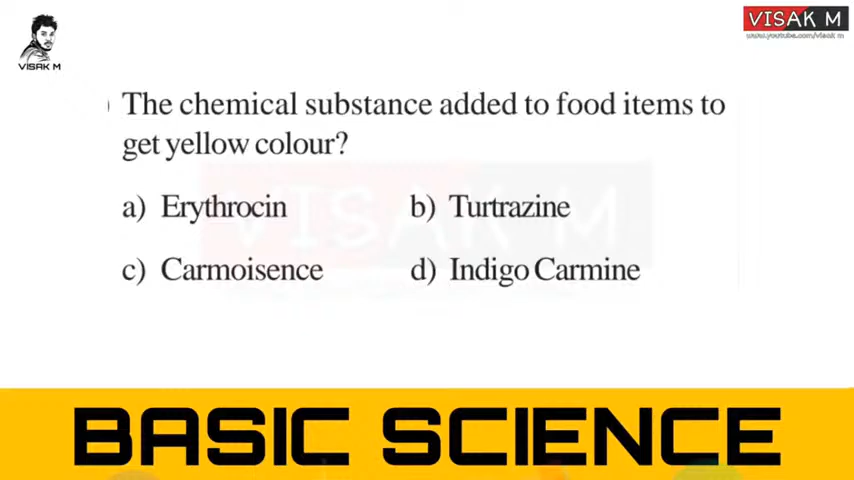 VISAK M
VISAK M
www.youtube.com/visak m
) The chemical substance added to food items to
get yellow colour?
a) Erythrocin b) Turtrazine
VISAK M
c) Carmoisence d) Indigo Carmine
BASIC SCIENCE